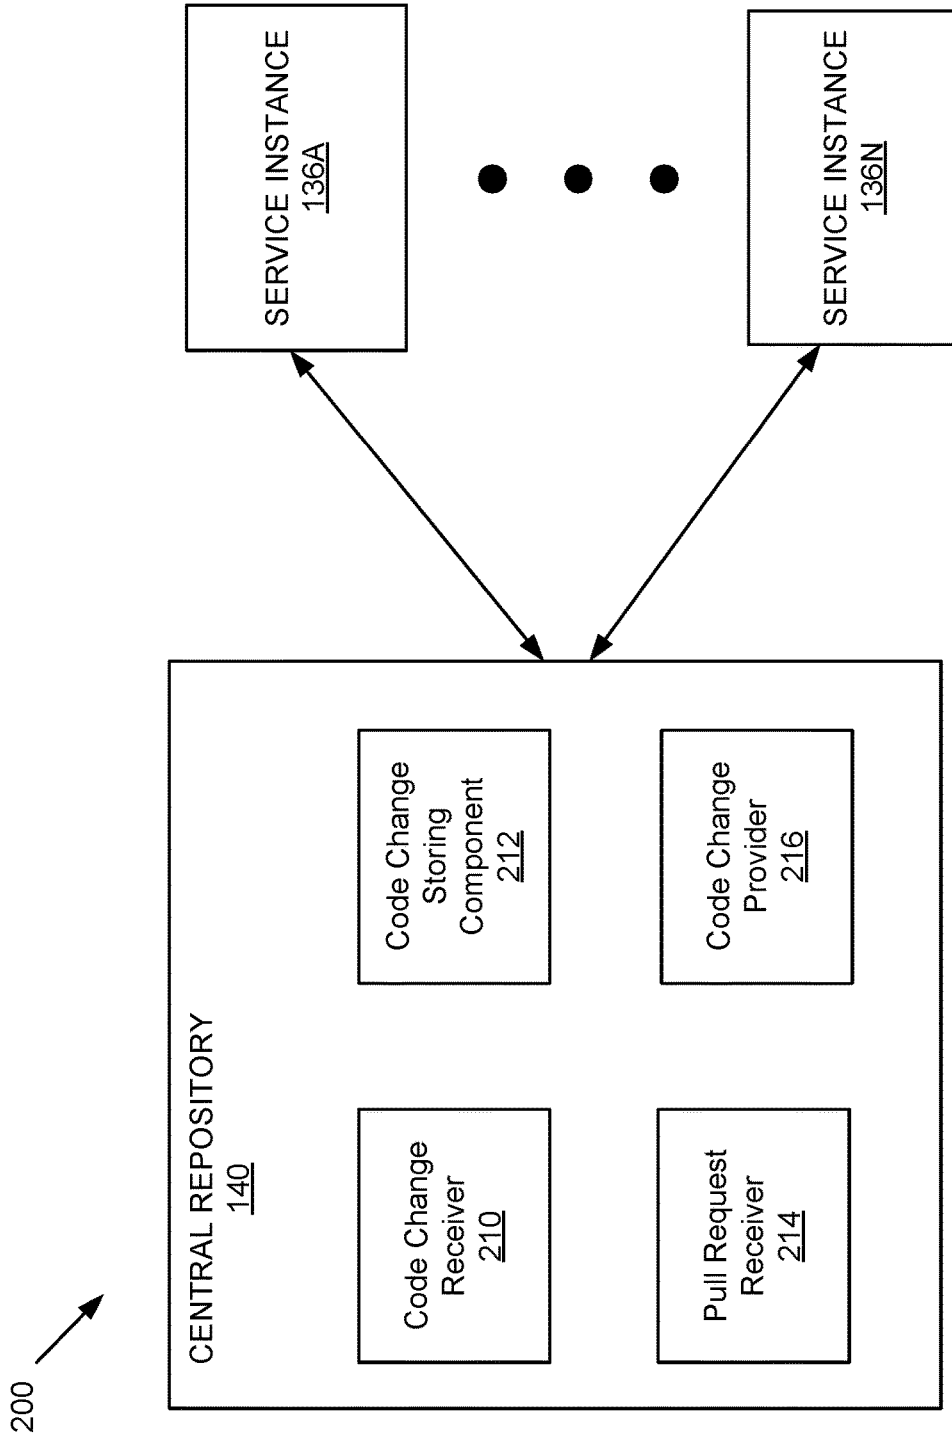 200
CENTRAL REPOSITORY
140
Code Change
Receiver
210
Code Change
Storing
Component
212
Pull Request
Receiver
214
Code Change
Provider
216
SERVICE INSTANCE
136A
SERVICE INSTANCE
136N